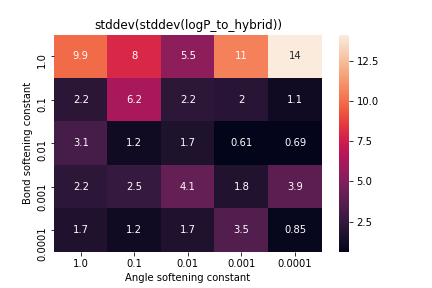 stddev(stddev(logP_to_hybrid))
Bond softening constant
1.0 9.9 8 5.5 11 14
0.1 2.2 6.2 2.2 2 1.1
0.01 3.1 1.2 1.7 0.61 0.69
0.001 2.2 2.5 4.1 1.8 3.9
0.0001 1.7 1.2 1.7 3.5 0.85
1.0 0.1 0.01 0.001 0.0001
Angle softening constant
12.5
10.0
7.5
5.0
2.5